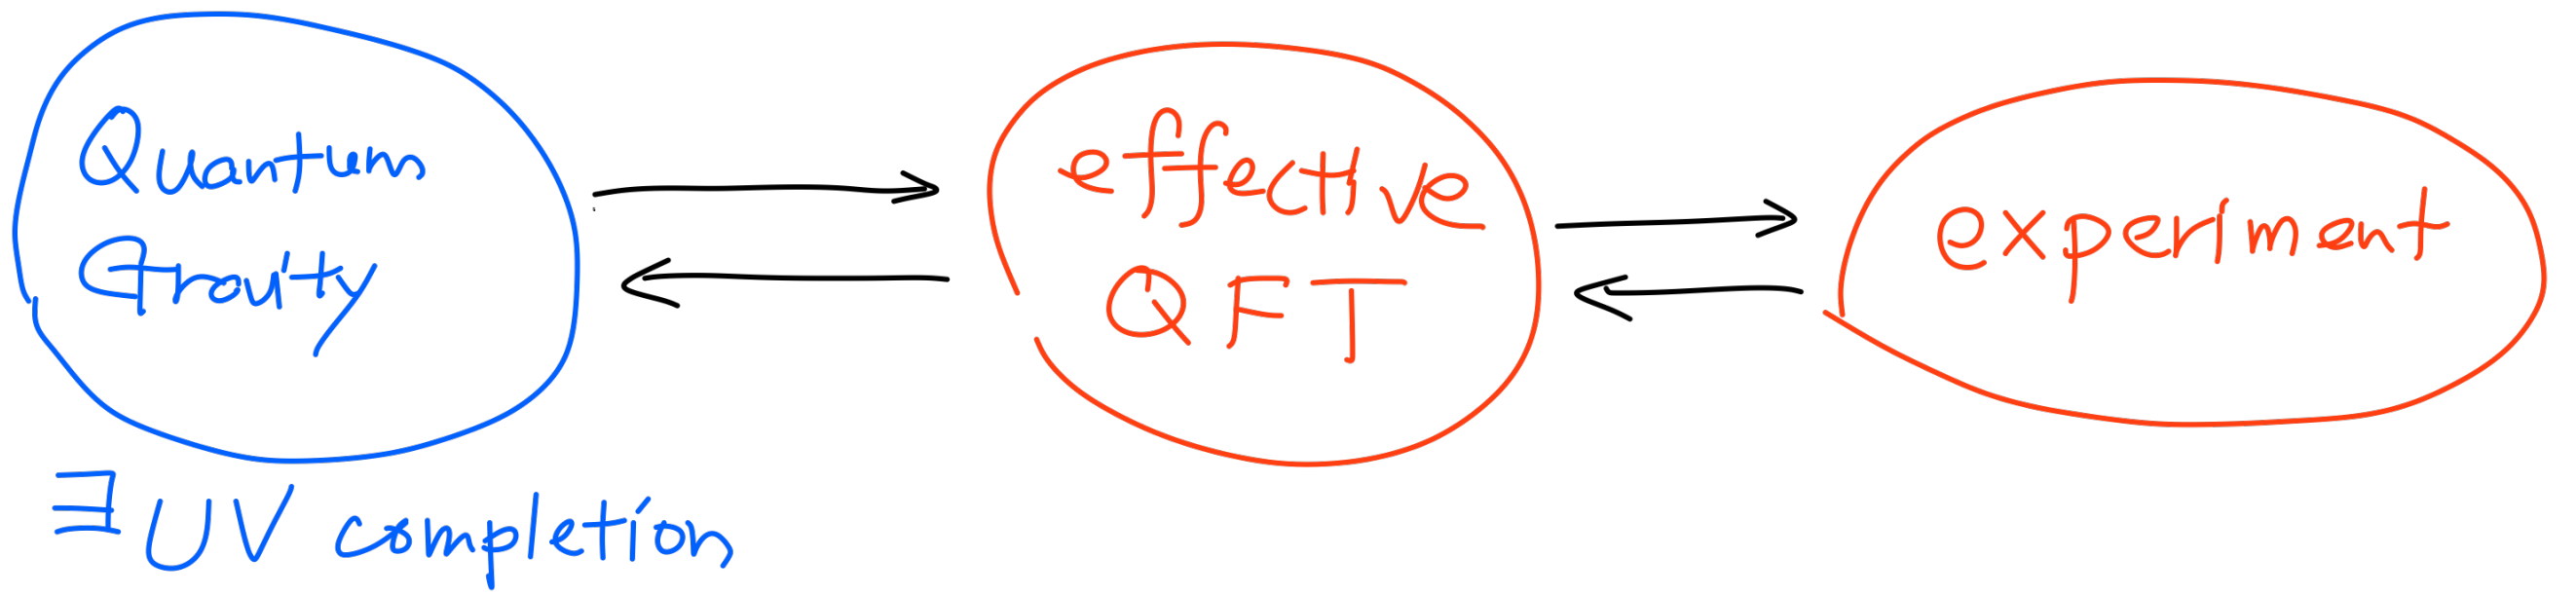 Quantum
Gravity
effective
QFT
experiment
∃ UV completion